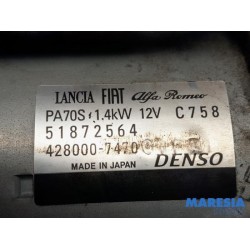 LANCIA FIAT Alfa Romeo
PA70S 1.4kW 12V C758
51872564
428000-7470
MADE IN JAPAN DENSO
MARESIA